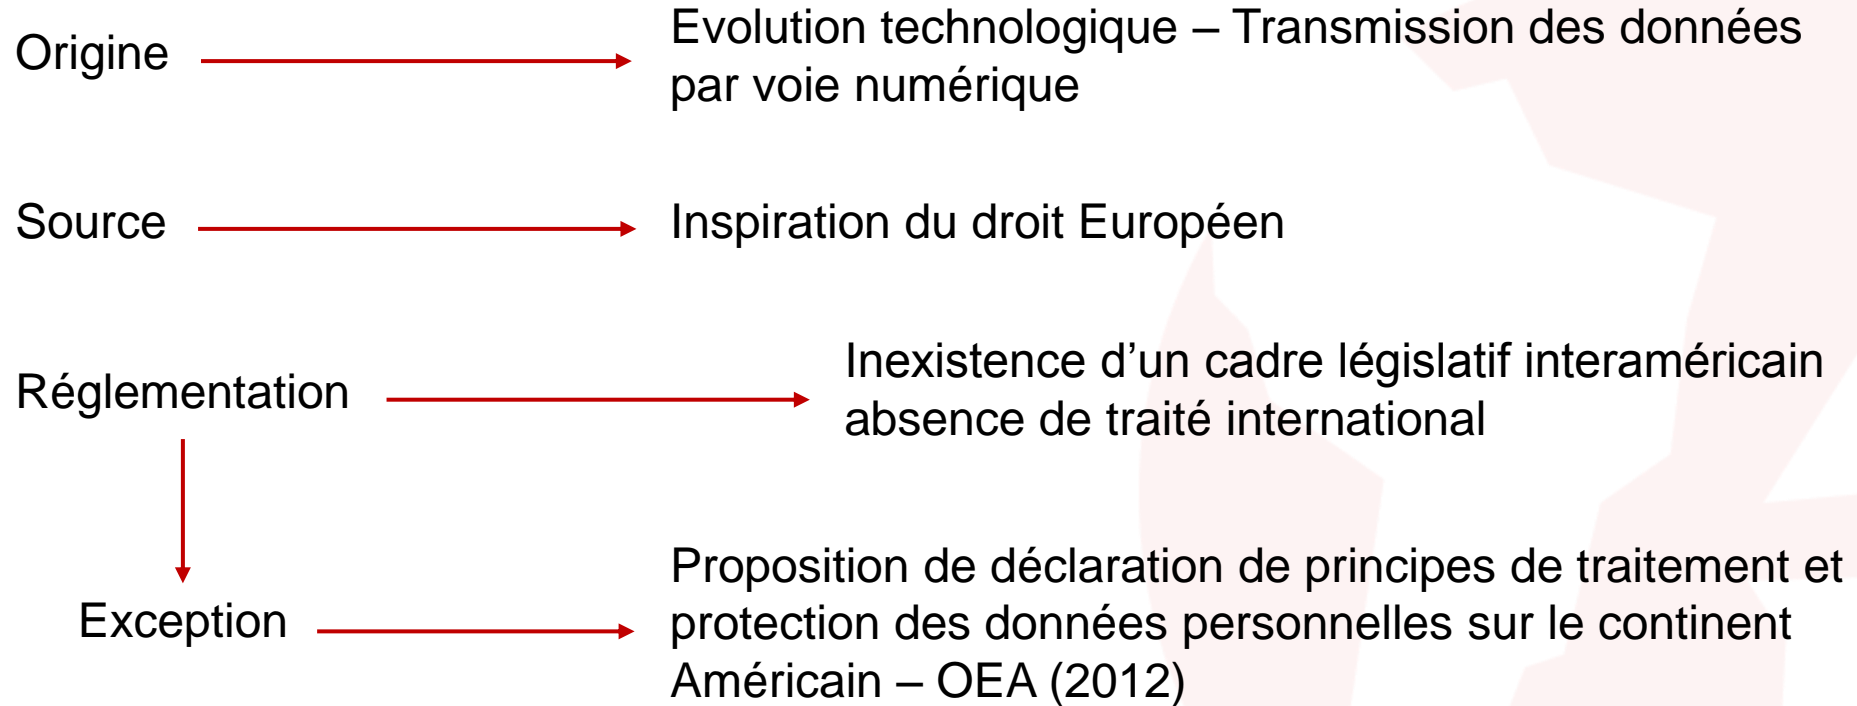 Origine
Evolution technologique – Transmission des données
par voie numérique
Source
Inspiration du droit Européen
Réglementation
Inexistence d’un cadre législatif interaméricain
absence de traité international
Exception
Proposition de déclaration de principes de traitement et
protection des données personnelles sur le continent
Américain – OEA (2012)